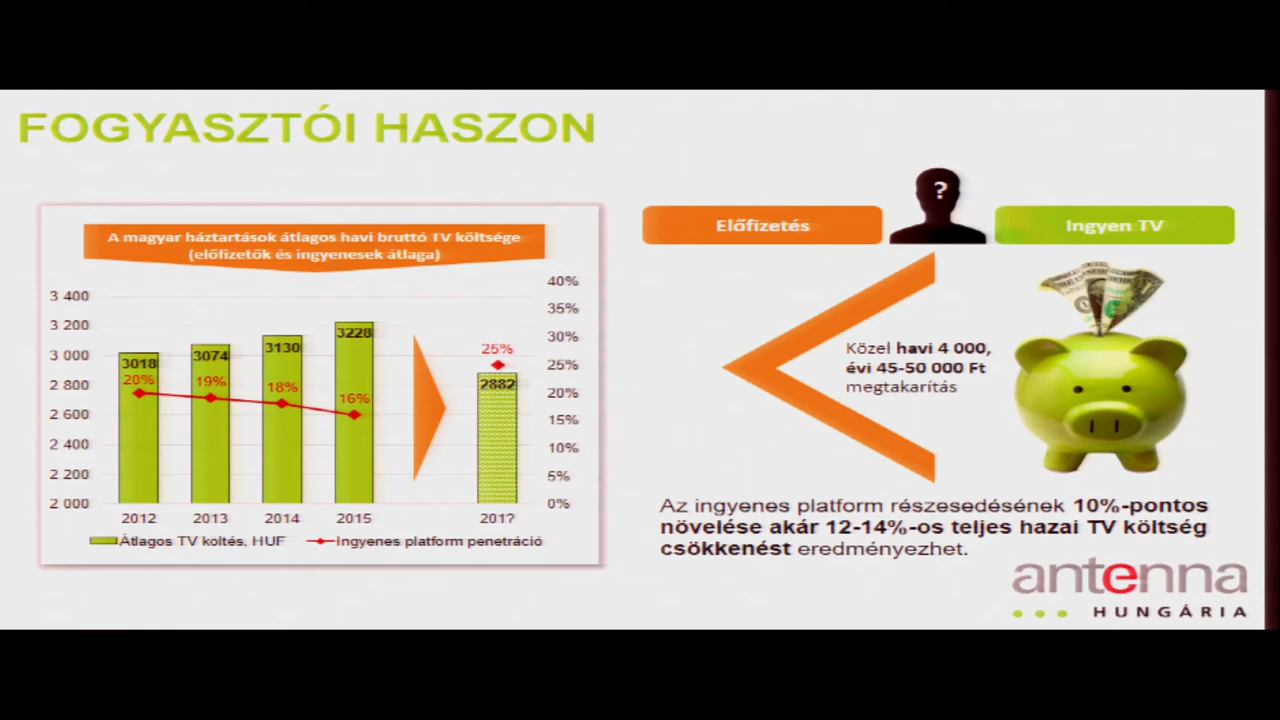 FOGYASZTÓI HASZON
A magyar háztartások átlagos havi bruttó TV költsége
(előfizetők és ingyenesek átlaga)
40%
3 400
35%
3 200
30%
3 000
25%
2 800
20%
2 600
15%
2 400
10%
2 200
5%
2 000
0%
3018
3074
3130
3228
2882
20%
19%
18%
16%
25%
2012
2013
2014
2015
201?
Átlagos TV költés, HUF
Ingyenes platform penetráció
Előfizetés
?
Ingyen TV
Közel havi 4 000,
évi 45-50 000 Ft
megtakarítás
Az ingyenes platform részesedésének 10%-pontos
növelése akár 12-14%-os teljes hazai TV költség
csökkenést eredményezhet.
antenna
HUNGÁRIA